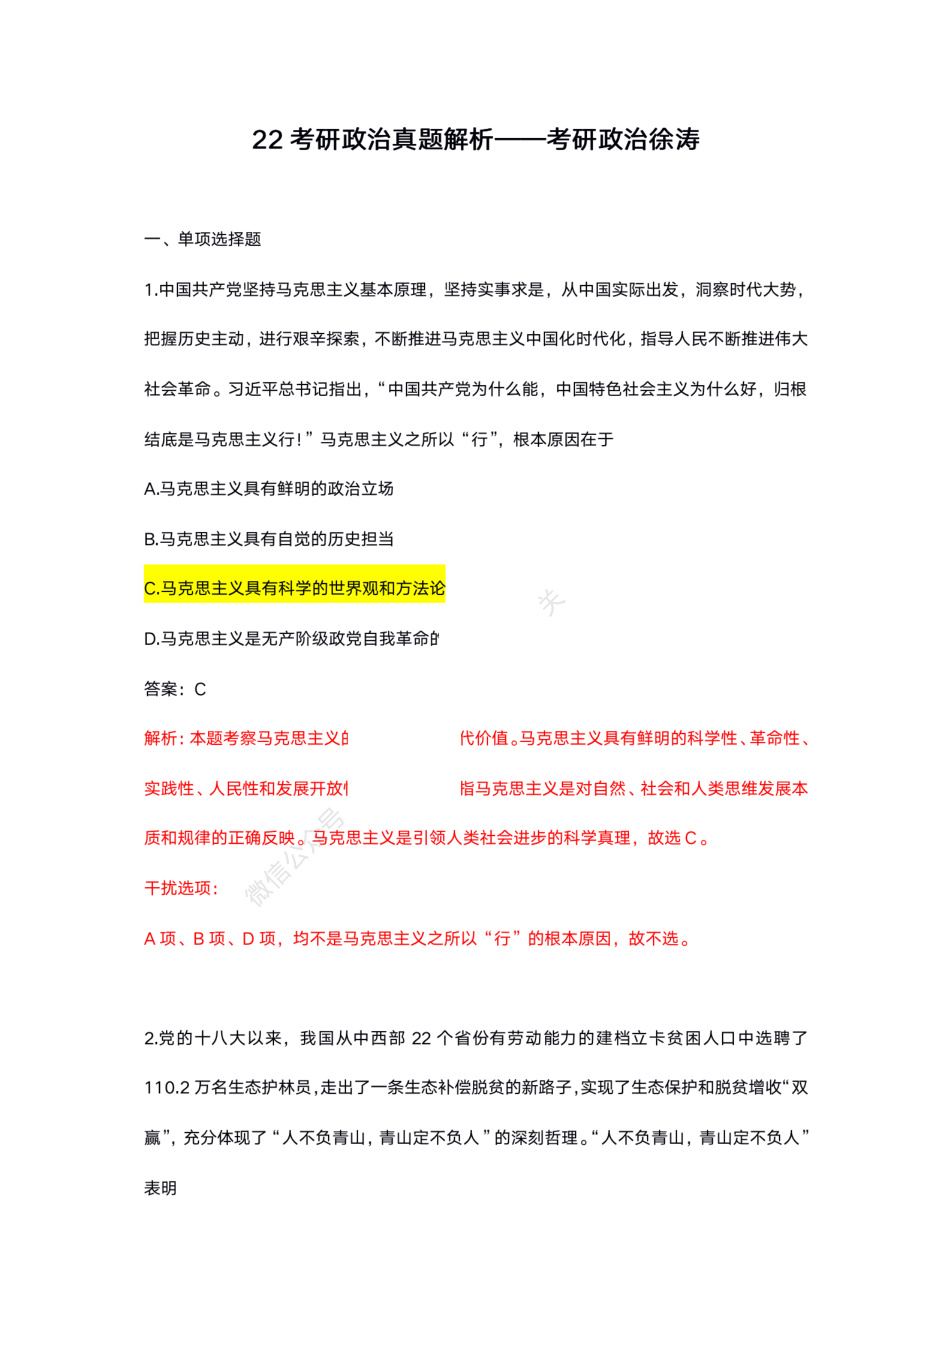 22 考研政治真题解析——考研政治徐涛
一、单项选择题
1.中国共产党坚持马克思主义基本原理，坚持实事求是，从中国实际出发，洞察时代大势，
把握历史主动，进行艰辛探索，不断推进马克思主义中国化时代化，指导人民不断推进伟大
社会革命。习近平总书记指出，“中国共产党为什么能，中国特色社会主义为什么好，归根
结底是马克思主义行！”马克思主义之所以“行”，根本原因在于
A.马克思主义具有鲜明的政治立场
B.马克思主义具有自觉的历史担当
C.马克思主义具有科学的世界观和方法论
关
D.马克思主义是无产阶级政党自我革命
答案：C
解析：本题考察马克思主义 代价值。马克思主义具有鲜明的科学性、革命性、
实践性、人民性和发展开放 指马克思主义是对自然、社会和人类思维发展本
质和规律的正确反映。马克思主义是引领人类社会进步的科学真理，故选 C 。
微信公众号
干扰选项：
A 项、B 项、D 项，均不是马克思主义之所以“行”的根本原因，故不选。
2.党的十八大以来，我国从中西部 22 个省份有劳动能力的建档立卡贫困人口中选聘了
110.2 万名生态护林员，走出了一条生态补偿脱贫的新路子，实现了生态保护和脱贫增收“双
赢”，充分体现了“人不负青山，青山定不负人”的深刻哲理。“人不负青山，青山定不负人”
表明